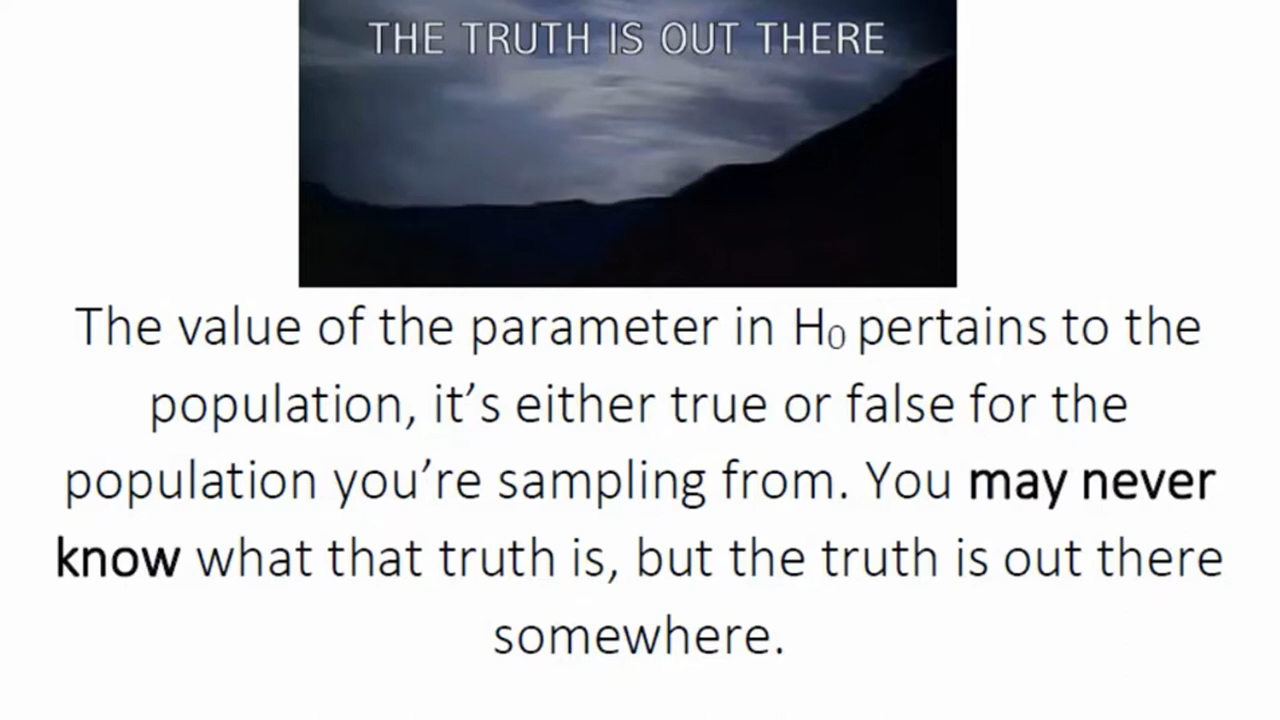 THE TRUTH IS OUT THERE
The value of the parameter in H₀ pertains to the
population, it’s either true or false for the
population you’re sampling from. You may never
know what that truth is, but the truth is out there
somewhere.